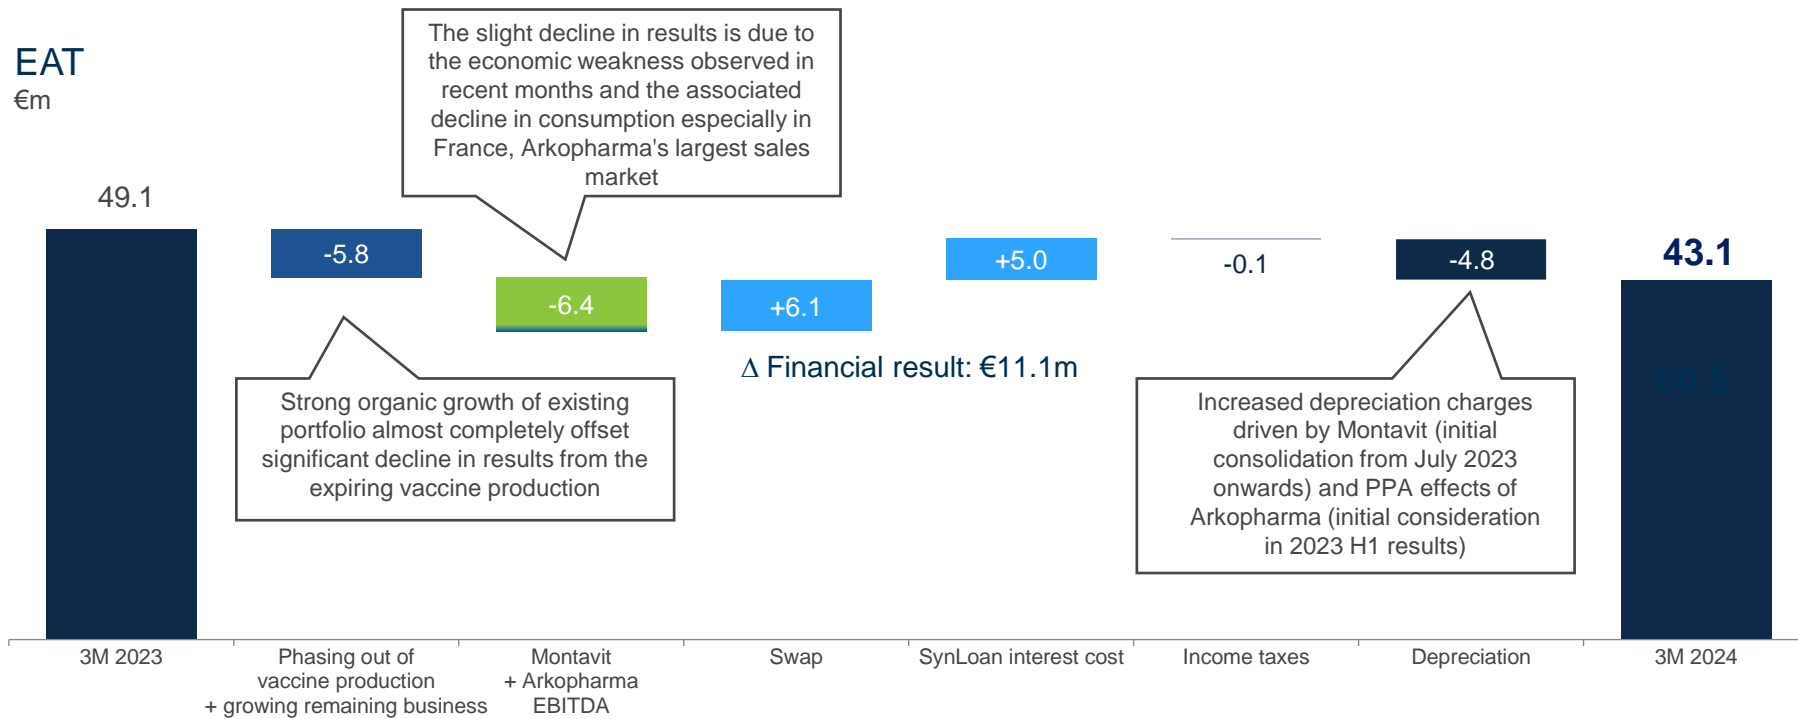 EAT
€m
The slight decline in results is due to
the economic weakness observed in
recent months and the associated
decline in consumption especially in
France, Arkopharma's largest sales
market
49.1
-5.8
-6.4
+6.1
+5.0
-0.1
-4.8
43.1
60.5
Δ Financial result: €11.1m
Strong organic growth of existing
portfolio almost completely offset
significant decline in results from the
expiring vaccine production
Increased depreciation charges
driven by Montavit (initial
consolidation from July 2023
onwards) and PPA effects of
Arkopharma (initial consideration
in 2023 H1 results)
3M 2023
Phasing out of
vaccine production
+ growing remaining business
Montavit
+ Arkopharma
EBITDA
Swap
SynLoan interest cost
Income taxes
Depreciation
3M 2024